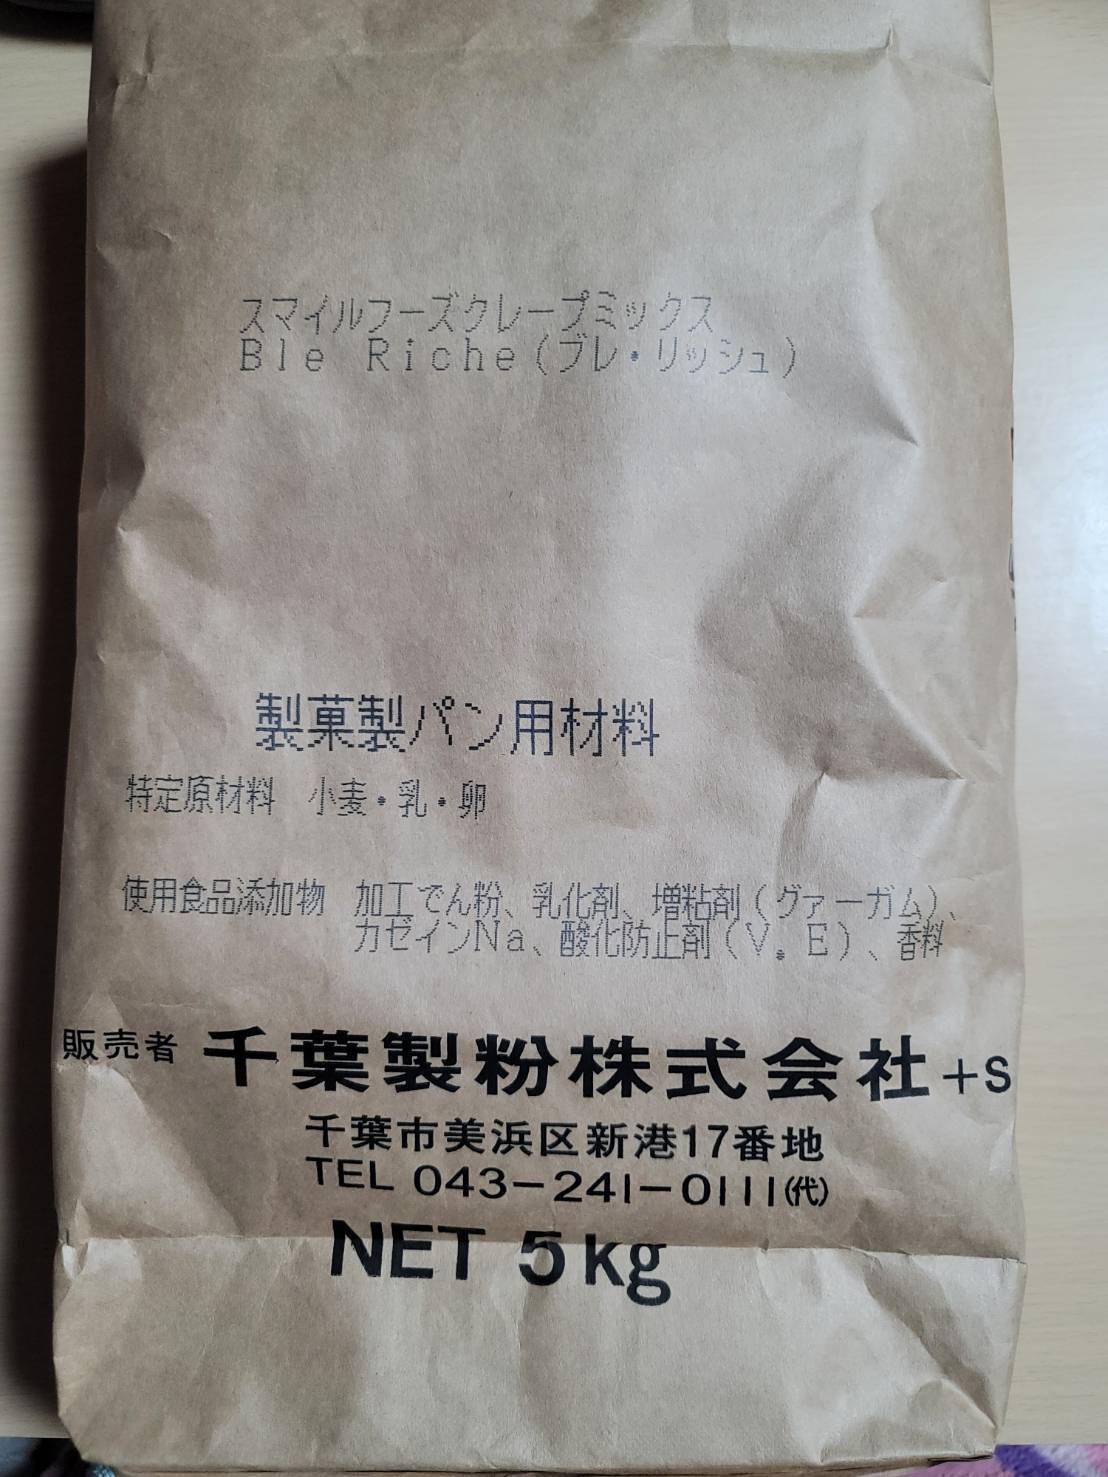 スマイルフーズクレープミックス
Ble Riche(ブレ・リッシュ)
製菓製パン用材料
特定原材料 小麦・乳・卵
使用食品添加物 加工でん粉、乳化剤、増粘剤(グァーガム)、
カゼインNa、酸化防止剤(V.E)、香料
販売者 千葉製粉株式会社+S
千葉市美浜区新港17番地
TEL 043-241-0111(代)
NET 5kg